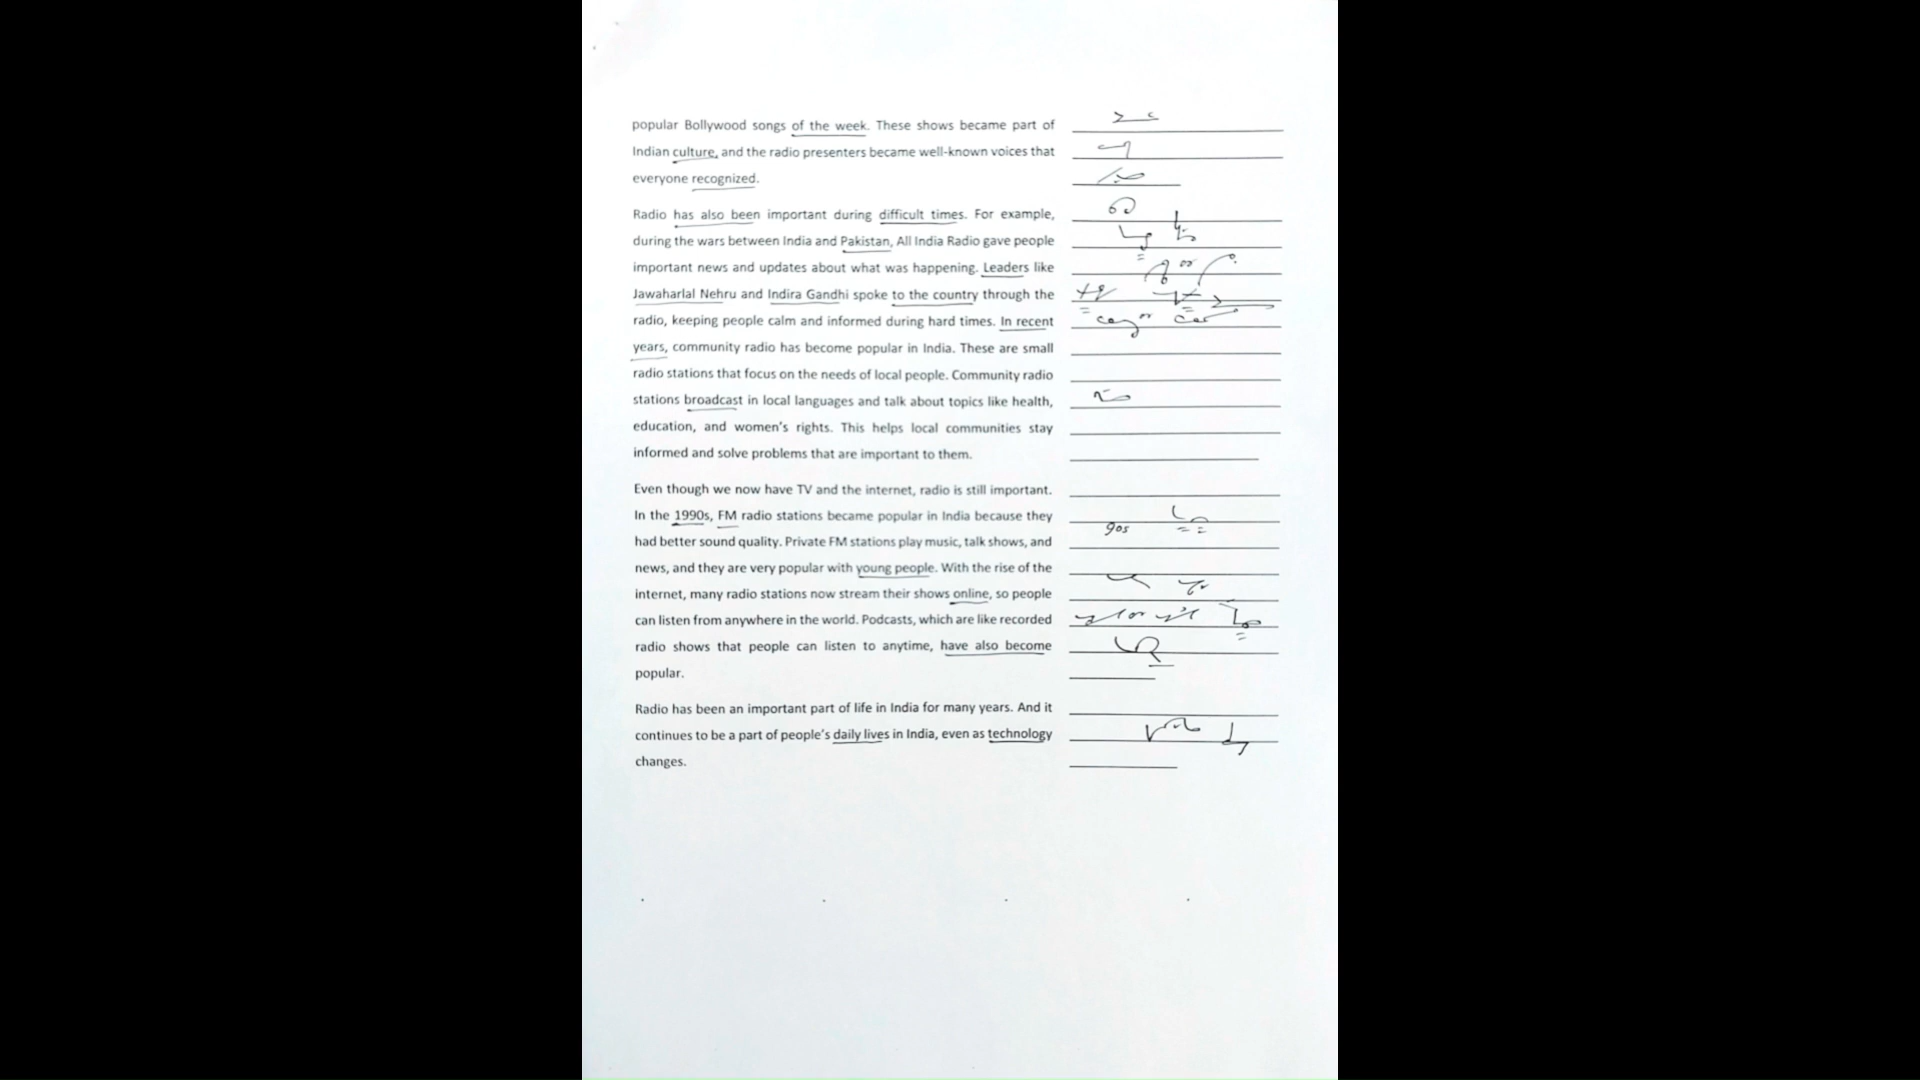 popular Bollywood songs of the week. These shows became part of
Indian culture, and the radio presenters became well-known voices that
everyone recognized.
Radio has also been important during difficult times. For example,
during the wars between India and Pakistan, All India Radio gave people
important news and updates about what was happening. Leaders like
or
Jawaharlal Nehru and Indira Gandhi spoke to the country through the
radio, keeping people calm and informed during hard times. In recent
or
years, community radio has become popular in India. These are small
radio stations that focus on the needs of local people. Community radio
stations broadcast in local languages and talk about topics like health,
education, and women's rights. This helps local communities stay
informed and solve problems that are important to them.
Even though we now have TV and the internet, radio is still important.
In the 1990s, FM radio stations became popular in India because they
90s
had better sound quality. Private FM stations play music, talk shows, and
news, and they are very popular with young people. With the rise of the
internet, many radio stations now stream their shows online, so people
can listen from anywhere in the world. Podcasts, which are like recorded
or
radio shows that people can listen to anytime, have also become
popular.
Radio has been an important part of life in India for many years. And it
continues to be a part of people's daily lives in India, even as technology
changes.